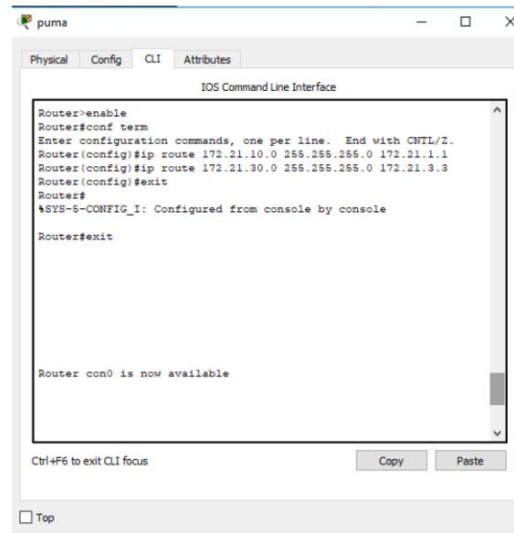 puma
Physical Config CLI Attributes
IOS Command Line Interface
Router>enable
Router#conf term
Enter configuration commands, one per line. End with CNTL/Z.
Router(config)#ip route 172.21.10.0 255.255.255.0 172.21.1.1
Router(config)#ip route 172.21.30.0 255.255.255.0 172.21.3.3
Router(config)#exit
Router#
%SYS-5-CONFIG_I: Configured from console by console
Router#exit
Router con0 is now available
Ctrl+F6 to exit CLI focus
Copy Paste
Top